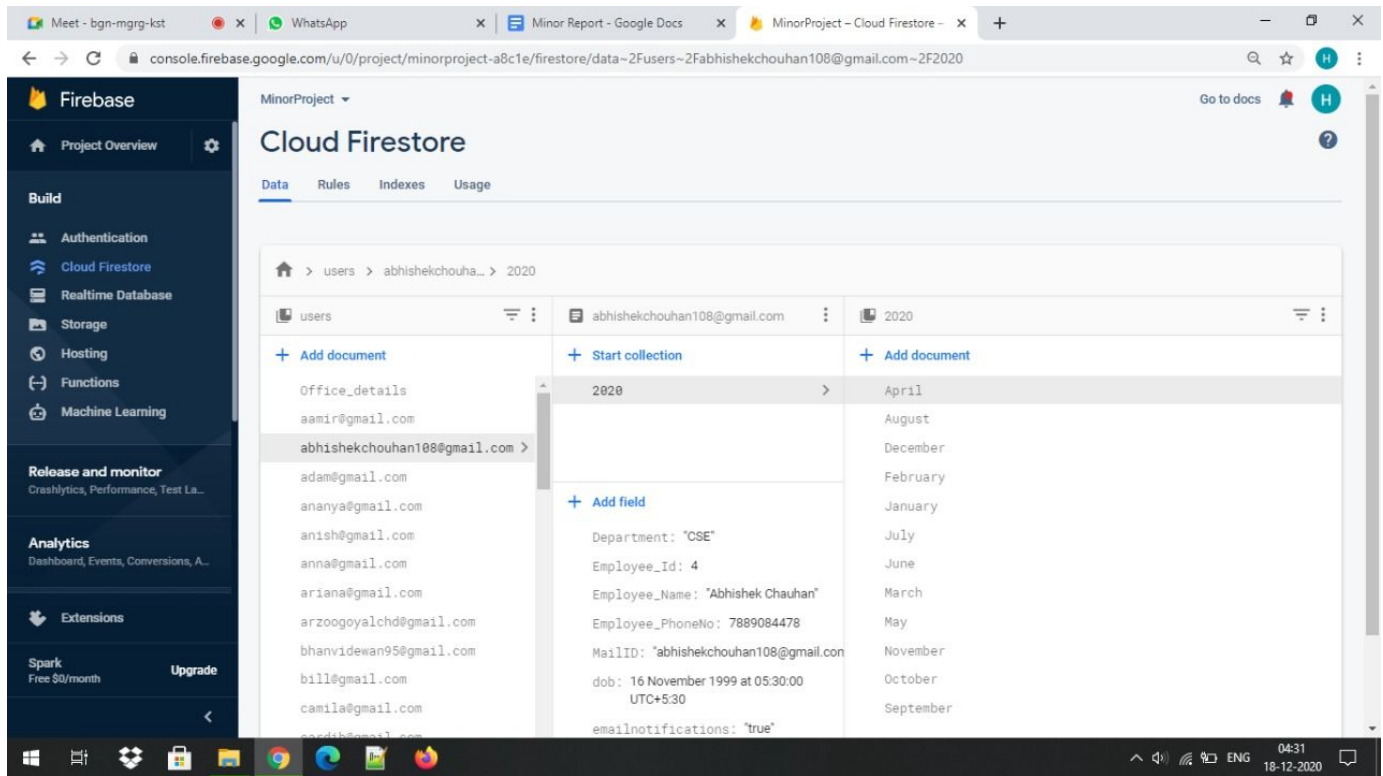 Meet - bgn-mgrg-kst
WhatsApp
Minor Report - Google Docs
MinorProject – Cloud Firestore –
console.firebase.google.com/u/0/project/minorproject-a8c1e/firestore/data~2Fusers~2Fabhishekchouhan108@gmail.com~2F2020
H
Firebase
Project Overview
Build
Authentication
Cloud Firestore
Realtime Database
Storage
Hosting
Functions
Machine Learning
Release and monitor
Crashlytics, Performance, Test La...
Analytics
Dashboard, Events, Conversions, A...
Extensions
Spark
Free $0/month
Upgrade
MinorProject
Go to docs
H
Cloud Firestore
Data Rules Indexes Usage
> users > abhishekchouha... > 2020
users
+ Add document
Office_details
aamir@gmail.com
abhishekchouhan108@gmail.com >
adam@gmail.com
ananya@gmail.com
anish@gmail.com
anna@gmail.com
ariana@gmail.com
arzoogoyalchd@gmail.com
bhanvidewan95@gmail.com
bill@gmail.com
camila@gmail.com
abhishekchouhan108@gmail.com
+ Start collection
2020 >
+ Add field
Department: "CSE"
Employee_Id: 4
Employee_Name: "Abhishek Chauhan"
Employee_PhoneNo: 7889084478
MailID: "abhishekchouhan108@gmail.con
dob: 16 November 1999 at 05:30:00
UTC+5:30
emailnotifications: "true"
2020
+ Add document
April
August
December
February
January
July
June
March
May
November
October
September
ENG
04:31
18-12-2020